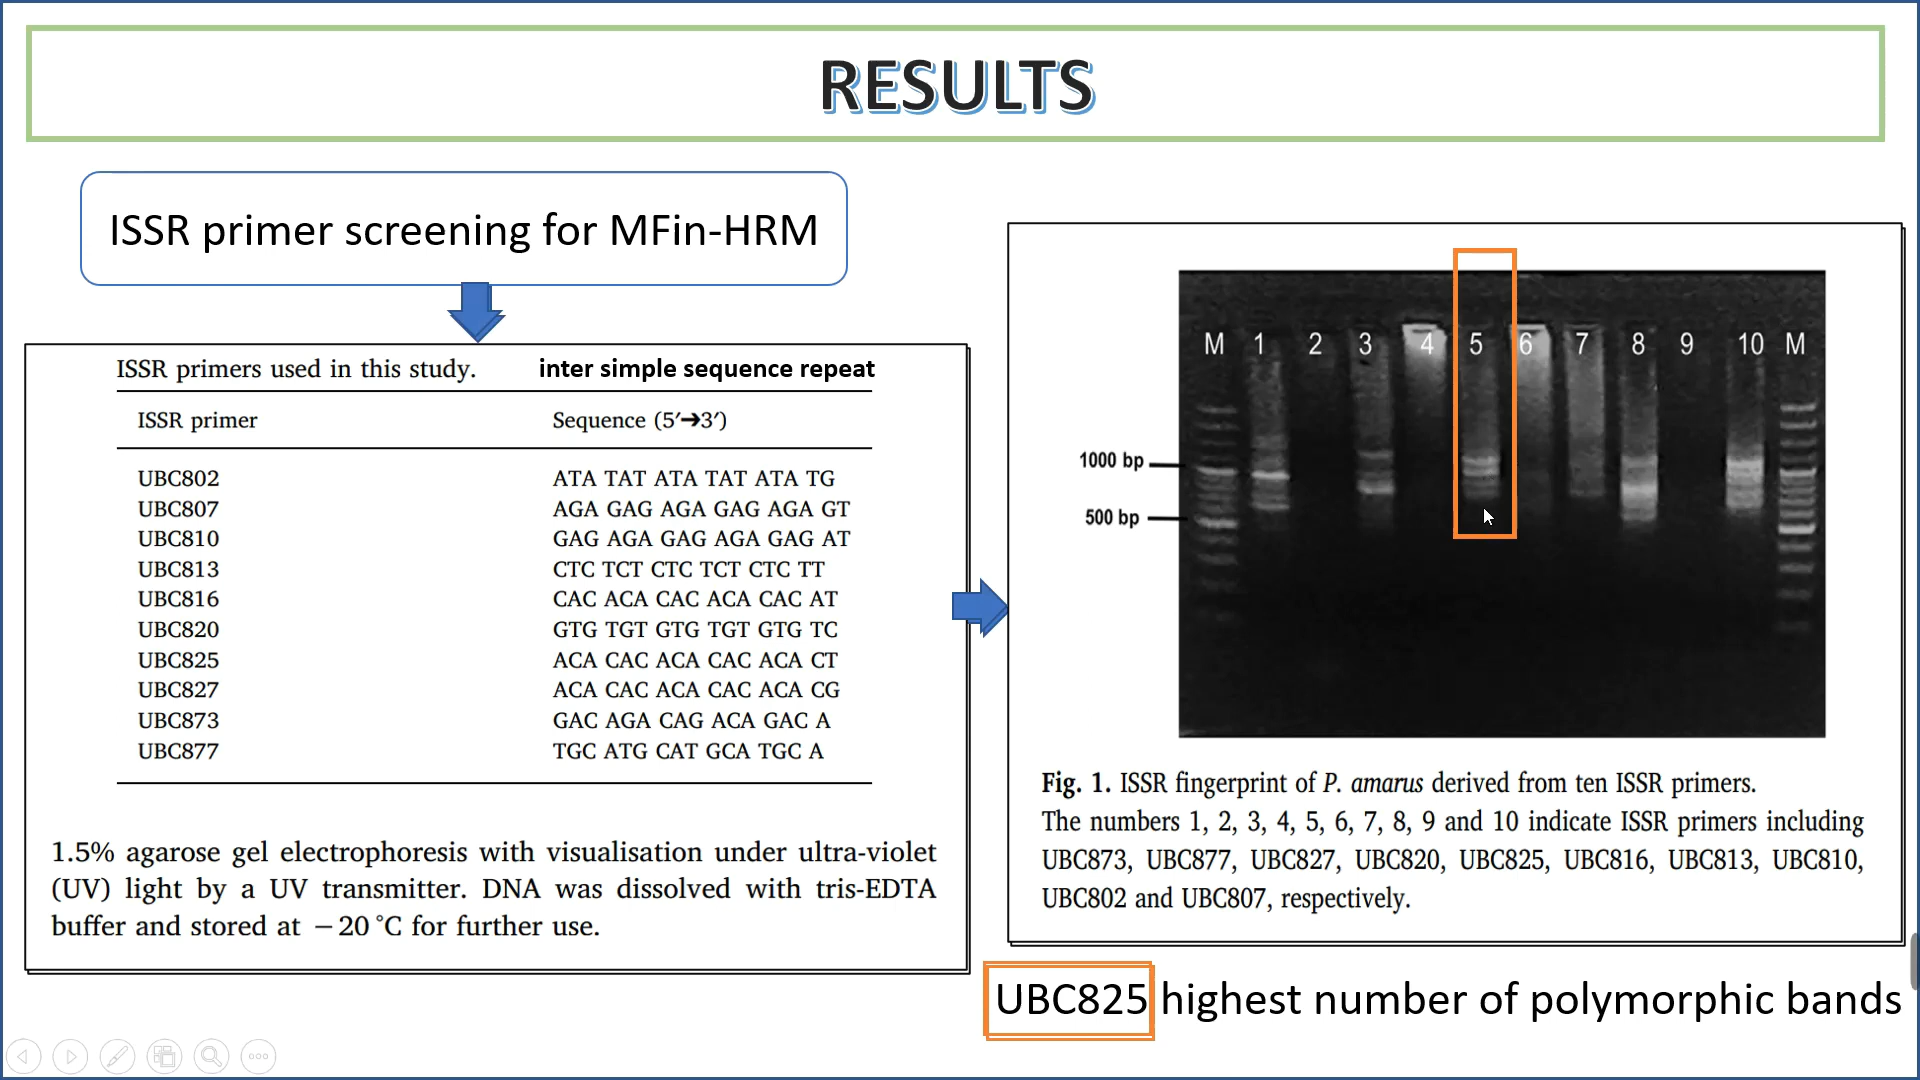 RESULTS
ISSR primer screening for MFin-HRM
ISSR primers used in this study. inter simple sequence repeat
ISSR primer Sequence (5′➔3′)
UBC802 ATA TAT ATA TAT ATA TG
UBC807 AGA GAG AGA GAG AGA GT
UBC810 GAG AGA GAG AGA GAG AT
UBC813 CTC TCT CTC TCT CTC TT
UBC816 CAC ACA CAC ACA CAC AT
UBC820 GTG TGT GTG TGT GTG TC
UBC825 ACA CAC ACA CAC ACA CT
UBC827 ACA CAC ACA CAC ACA CG
UBC873 GAC AGA CAG ACA GAC A
UBC877 TGC ATG CAT GCA TGC A
1.5% agarose gel electrophoresis with visualisation under ultra-violet
(UV) light by a UV transmitter. DNA was dissolved with tris-EDTA
buffer and stored at −20 °C for further use.
M 1 2 3 4 5 6 7 8 9 10 M
1000 bp
500 bp
Fig. 1. ISSR fingerprint of P. amarus derived from ten ISSR primers.
The numbers 1, 2, 3, 4, 5, 6, 7, 8, 9 and 10 indicate ISSR primers including
UBC873, UBC877, UBC827, UBC820, UBC825, UBC816, UBC813, UBC810,
UBC802 and UBC807, respectively.
UBC825 highest number of polymorphic bands